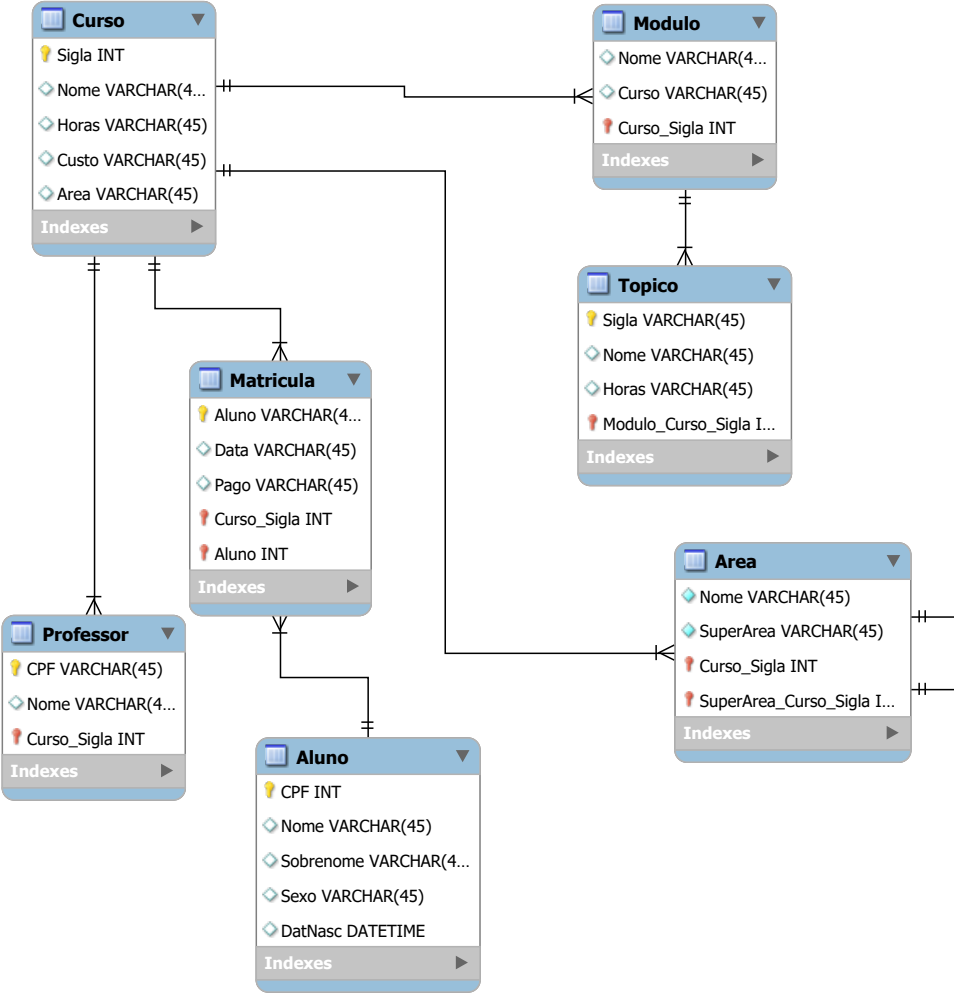 Curso
Sigla INT
Nome VARCHAR(4...
Horas VARCHAR(45)
Custo VARCHAR(45)
Area VARCHAR(45)
Indexes
Modulo
Nome VARCHAR(4...
Curso VARCHAR(45)
Curso_Sigla INT
Indexes
Topico
Sigla VARCHAR(45)
Nome VARCHAR(45)
Horas VARCHAR(45)
Modulo_Curso_Sigla I...
Indexes
Matricula
Aluno VARCHAR(4...
Data VARCHAR(45)
Pago VARCHAR(45)
Curso_Sigla INT
Aluno INT
Indexes
Area
Nome VARCHAR(45)
SuperArea VARCHAR(45)
Curso_Sigla INT
SuperArea_Curso_Sigla I...
Indexes
Professor
CPF VARCHAR(45)
Nome VARCHAR(4...
Curso_Sigla INT
Indexes
Aluno
CPF INT
Nome VARCHAR(45)
Sobrenome VARCHAR(4...
Sexo VARCHAR(45)
DatNasc DATETIME
Indexes